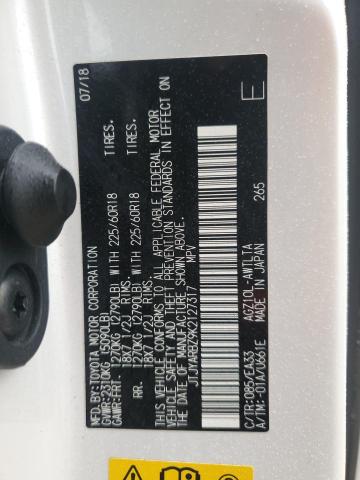 MFD. BY: TOYOTA MOTOR CORPORATION 07/18
GVWR: 2310KG (5090LB)
GAWR: FRT. 1270KG (2790LB) WITH 225/60R18 TIRES.
18X7 1/2J RIMS.
RR. 1270KG (2790LB) WITH 225/60R18 TIRES.
18X7 1/2J RIMS.
THIS VEHICLE CONFORMS TO ALL APPLICABLE FEDERAL MOTOR
VEHICLE SAFETY AND THEFT PREVENTION STANDARDS IN EFFECT ON
THE DATE OF MANUFACTURE SHOWN ABOVE.
JTJYARBZ4K2127317 MPV
C/TR:085/EA33 AGZ10L-AWTLTA
A/TM:-01A/U661E MADE IN JAPAN 265
E